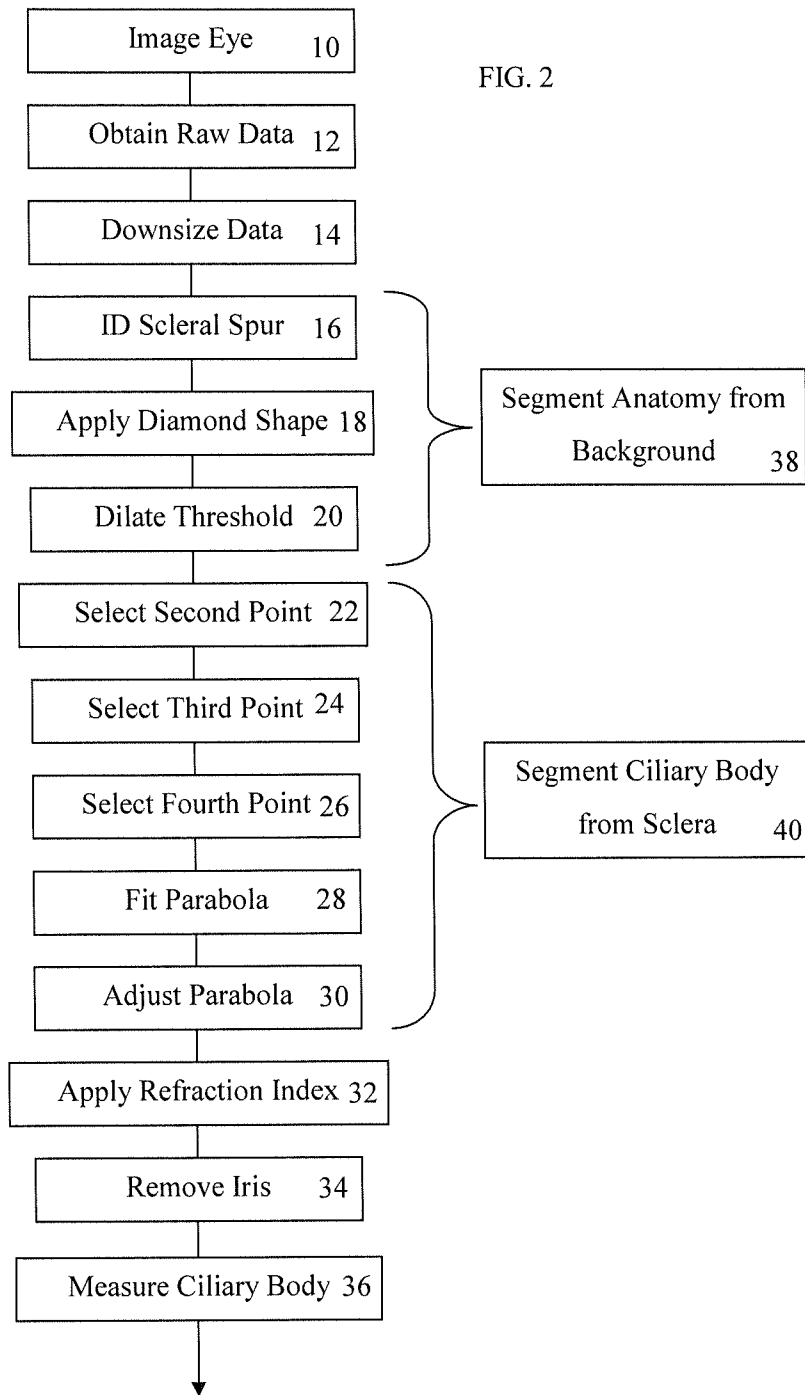 Image Eye 10
FIG. 2
Obtain Raw Data 12
Downsize Data 14
ID Scleral Spur 16
Apply Diamond Shape 18
Dilate Threshold 20
Segment Anatomy from
Background 38
Select Second Point 22
Select Third Point 24
Select Fourth Point 26
Fit Parabola 28
Adjust Parabola 30
Segment Ciliary Body
from Sclera 40
Apply Refraction Index 32
Remove Iris 34
Measure Ciliary Body 36